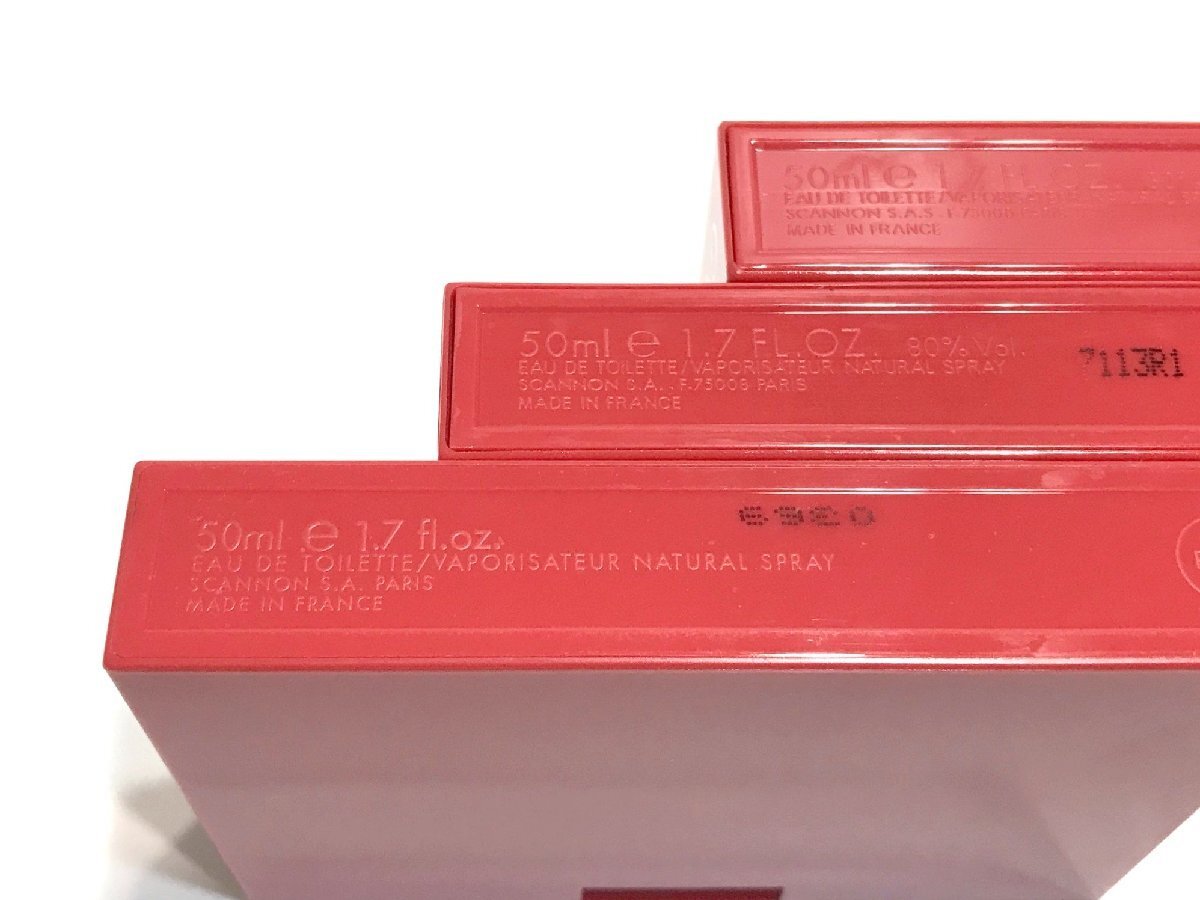 50ml e 1.7 FL.OZ.
EAU DE TOILETTE/VAPORISATEUR
SCANNON S.A.S. F.75008
MADE IN FRANCE
50ml e 1.7 FL.OZ. 80% Vol.
EAU DE TOILETTE/VAPORISATEUR NATURAL SPRAY
SCANNON S.A. . F.75008 PARIS
MADE IN FRANCE
7113R1
50ml e 1.7 fl.oz.
EAU DE TOILETTE/VAPORISATEUR NATURAL SPRAY
SCANNON S.A. PARIS
MADE IN FRANCE